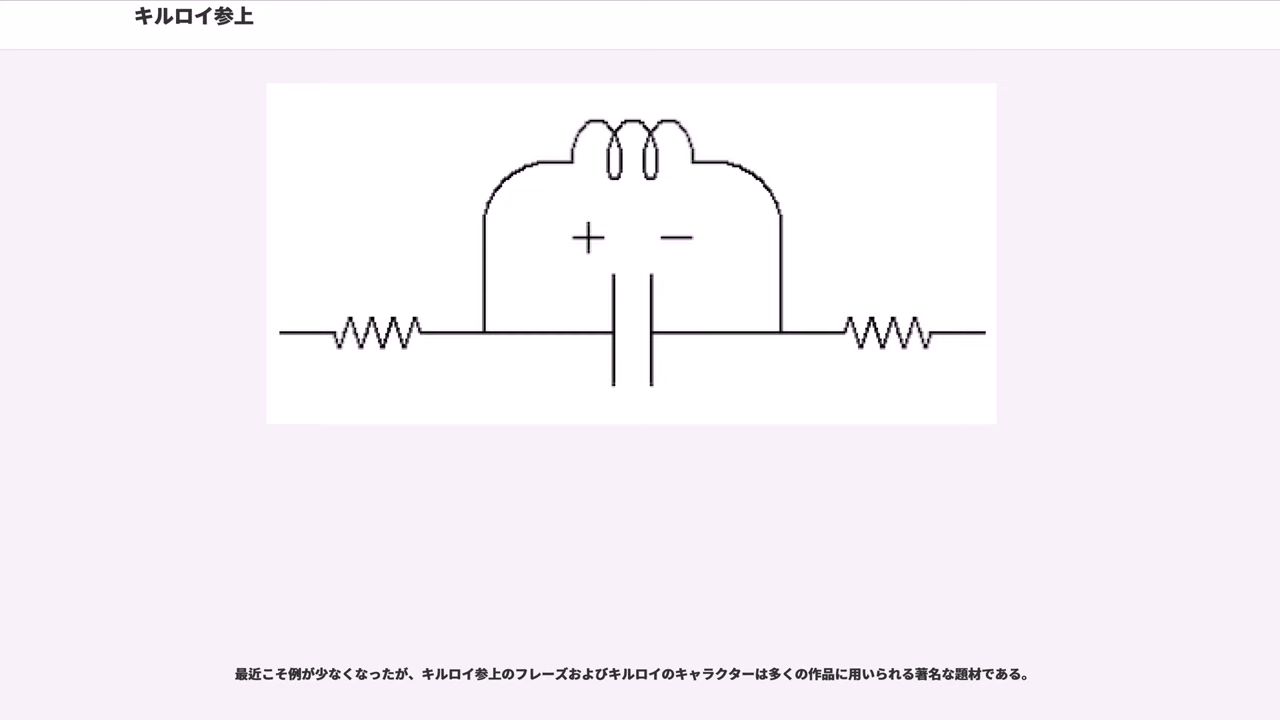 キルロイ参上
+ −
最近こそ例が少なくなったが、キルロイ参上のフレーズおよびキルロイのキャラクターは多くの作品に用いられる著名な題材である。